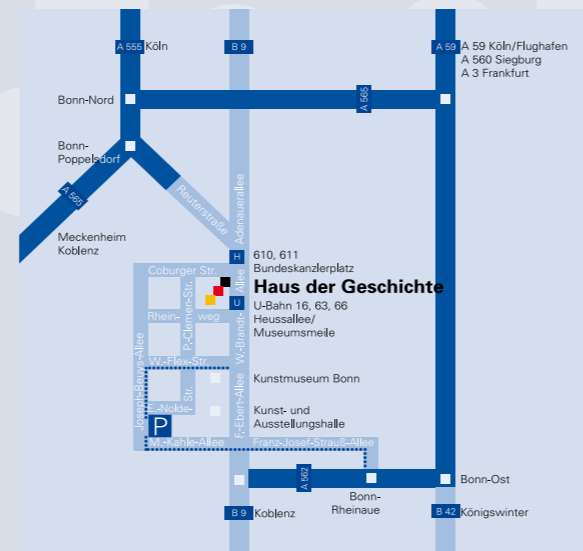 A 555 Köln
B 9
A 59
A 59 Köln/Flughafen
A 560 Siegburg
A 3 Frankfurt
Bonn-Nord
A 565
Bonn-
Poppelsdorf
A 565
Reuterstraße
Adenauerallee
Meckenheim
Koblenz
H
610, 611
Bundeskanzlerplatz
Coburger Str.
Haus der Geschichte
U
U-Bahn 16, 63, 66
Heussallee/
Museumsmeile
Rhein- weg
P.-Clemen-Str.
W.-Brandt- Allee
Joseph-Beuys-Allee
W.-Flex-Str.
Kunstmuseum Bonn
E.-Nolde-
Str.
F.-Ebert-Allee
Kunst- und
Ausstellungshalle
P
M.-Kahle-Allee
Franz-Josef-Strauß-Allee
A 562
Bonn-Ost
Bonn-
Rheinaue
B 9 Koblenz
B 42 Königswinter